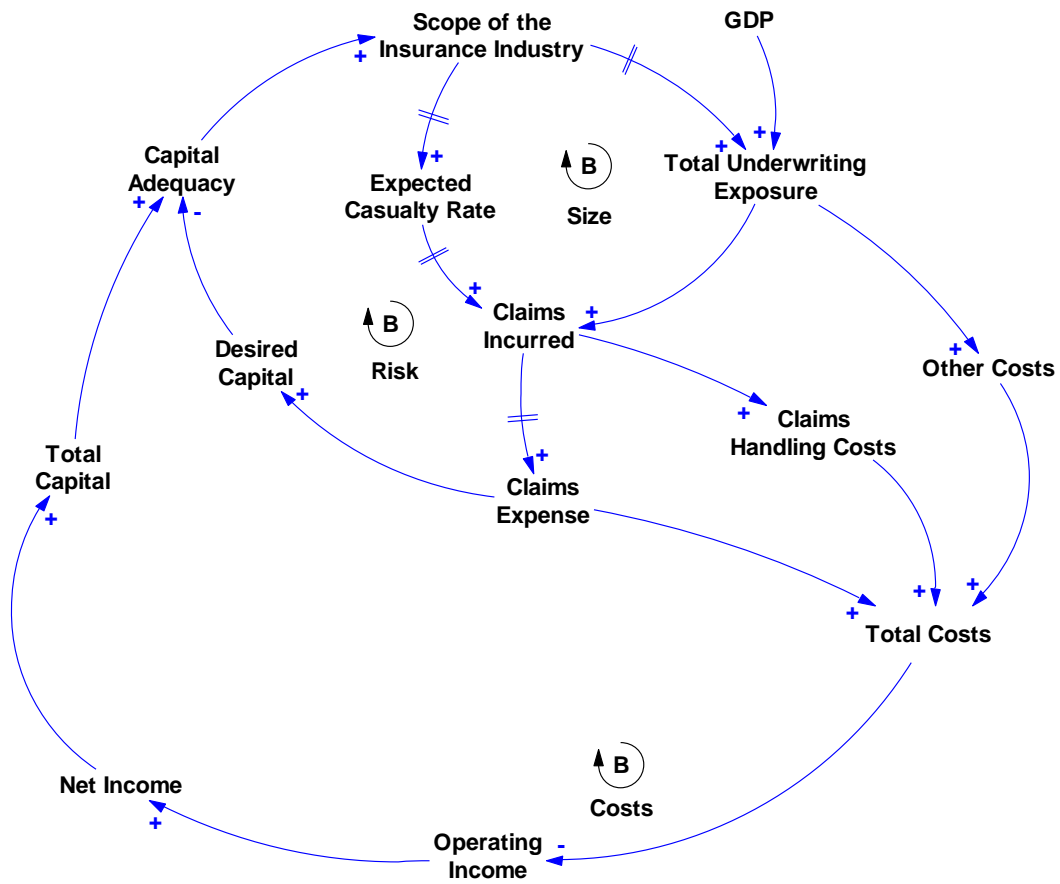 Scope of the
Insurance Industry
GDP
+
+
+
Capital
Adequacy
+
B
Total Underwriting
Exposure
Expected
Casualty Rate
+
-
Size
+
Claims
Incurred
+
B
Risk
Desired
Capital
+
+
Other Costs
+
Claims
Handling Costs
Total
Capital
+
Claims
Expense
+
+
+
+
+
Total Costs
B
Costs
Net Income
+
Operating
Income
-